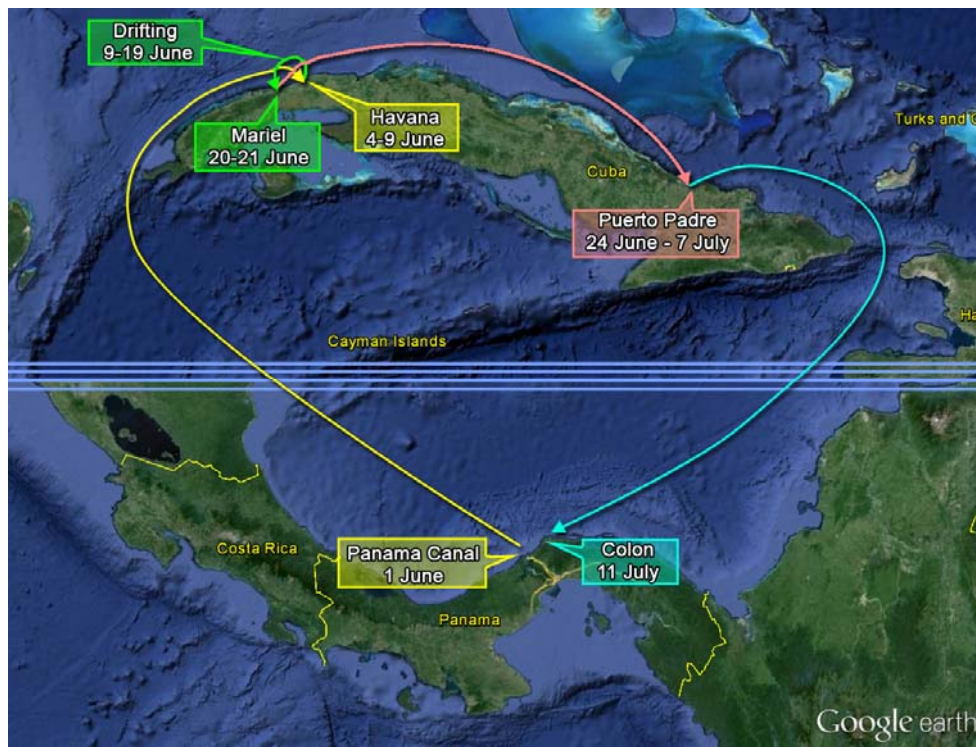 Drifting
9-19 June
Havana
4-9 June
Mariel
20-21 June
Turks and C
Cuba
Puerto Padre
24 June - 7 July
Ha
Cayman Islands
Costa Rica
Panama Canal
1 June
Colon
11 July
Panama
Google earth